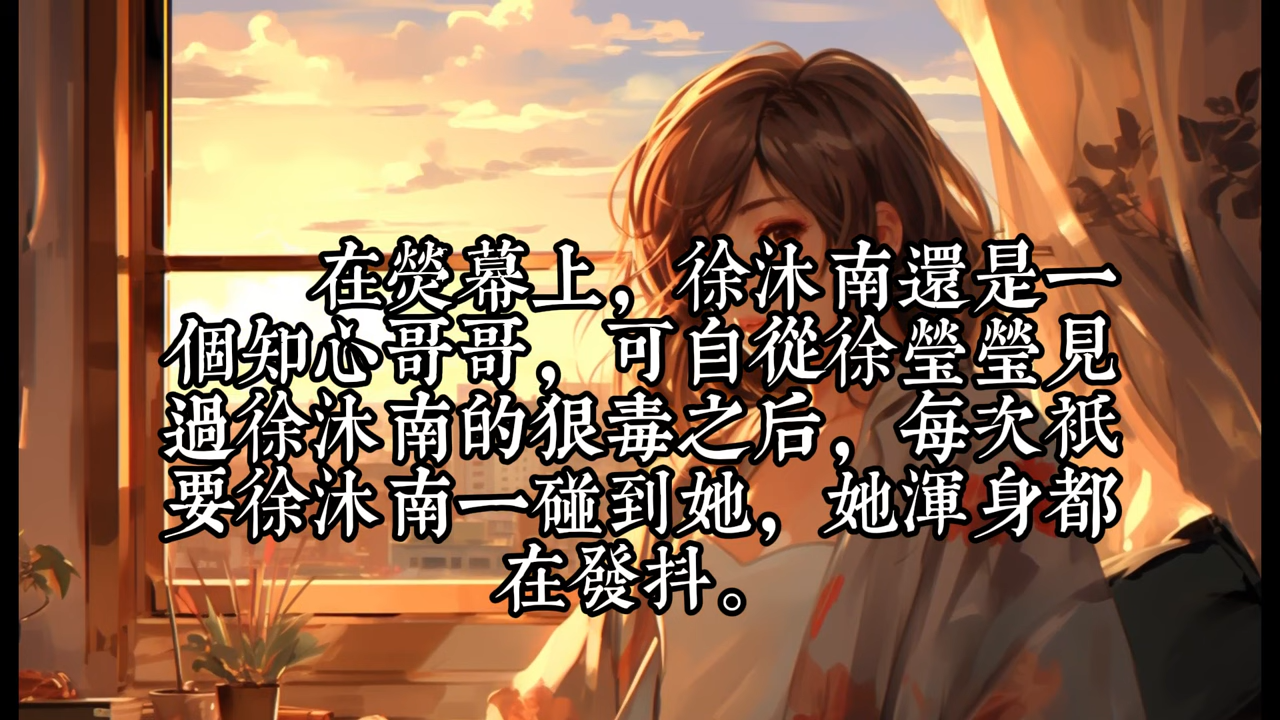 在熒幕上，徐沐南還是一
個知心哥哥，可自從徐瑩瑩見
過徐沐南的狠毒之后，每次衹
要徐沐南一碰到她，她渾身都
在發抖。